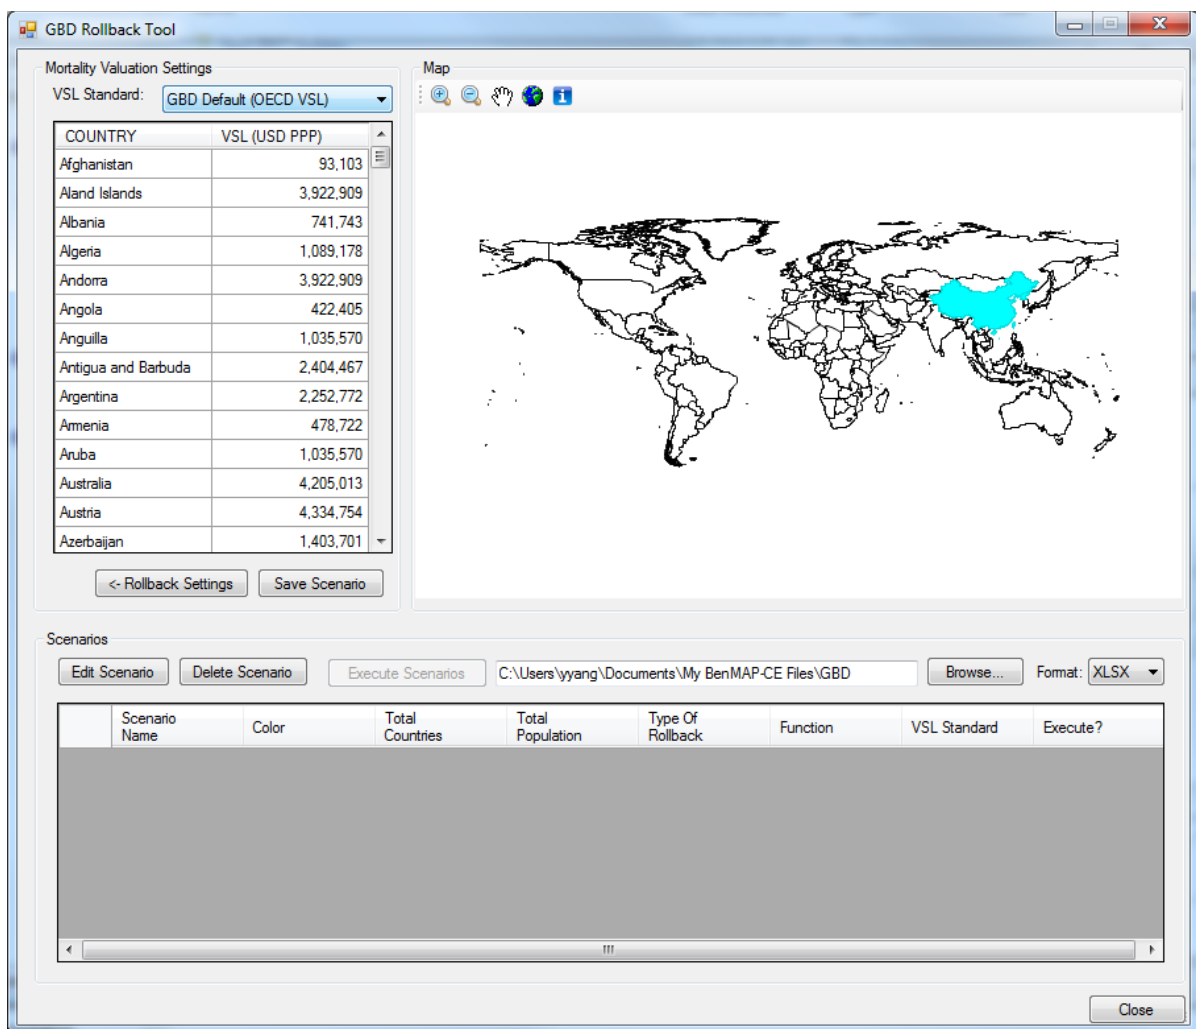 GBD Rollback Tool
Mortality Valuation Settings
VSL Standard: GBD Default (OECD VSL)
COUNTRY VSL (USD PPP)
Afghanistan 93,103
Aland Islands 3,922,909
Albania 741,743
Algeria 1,089,178
Andorra 3,922,909
Angola 422,405
Anguilla 1,035,570
Antigua and Barbuda 2,404,467
Argentina 2,252,772
Armenia 478,722
Aruba 1,035,570
Australia 4,205,013
Austria 4,334,754
Azerbaijan 1,403,701
<- Rollback Settings Save Scenario
Map
Scenarios
Edit Scenario Delete Scenario Execute Scenarios C:\Users\yyang\Documents\My BenMAP-CE Files\GBD Browse... Format: XLSX
Scenario Name Color Total Countries Total Population Type Of Rollback Function VSL Standard Execute?
Close